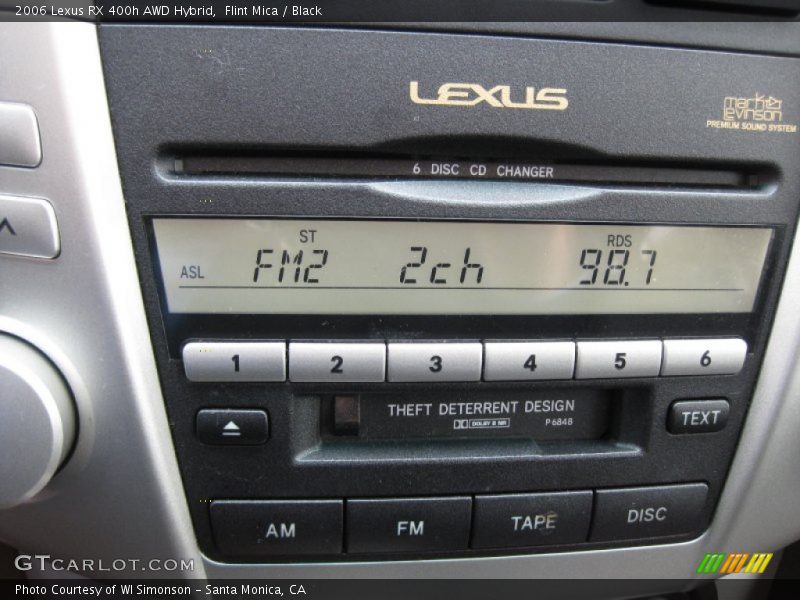 2006 Lexus RX 400h AWD Hybrid,  Flint Mica / Black
LEXUS
mark levinson
PREMIUM SOUND SYSTEM
6 DISC CD CHANGER
ST
RDS
ASL FM2 2ch 98.7
1 2 3 4 5 6
THEFT DETERRENT DESIGN
DOLBY B NR P6848
TEXT
AM FM TAPE DISC
GTCARLOT.COM
Photo Courtesy of WI Simonson - Santa Monica, CA